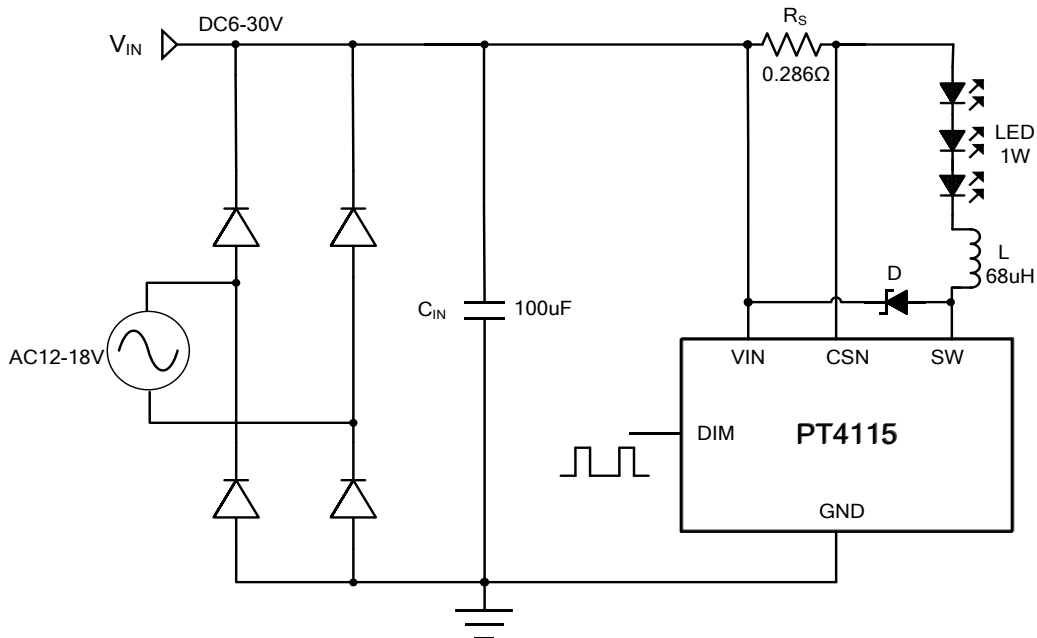 DC6-30V
V_IN
R_S
0.286Ω
LED
1W
L
68uH
D
C_IN
100uF
AC12-18V
VIN
CSN
SW
DIM
PT4115
GND